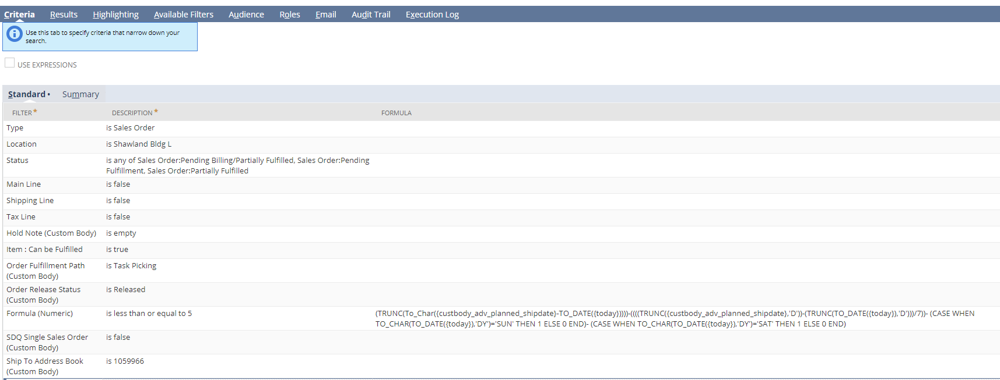 Criteria Results Highlighting Available Filters Audience Roles Email Audit Trail Execution Log
Use this tab to specify criteria that narrow down your
search.
USE EXPRESSIONS
Standard • Summary
FILTER * DESCRIPTION * FORMULA
Type is Sales Order
Location is Shawland Bldg L
Status is any of Sales Order:Pending Billing/Partially Fulfilled, Sales Order:Pending
Fulfillment, Sales Order:Partially Fulfilled
Main Line is false
Shipping Line is false
Tax Line is false
Hold Note (Custom Body) is empty
Item : Can be Fulfilled is true
Order Fulfillment Path is Task Picking
(Custom Body)
Order Release Status is Released
(Custom Body)
Formula (Numeric) is less than or equal to 5 (TRUNC(To_Char({custbody_adv_planned_shipdate}-TO_DATE({today}))))-((((TRUNC({custbody_adv_planned_shipdate},'D'))-(TRUNC(TO_DATE({today}),'D')))/7))- (CASE WHEN
TO_CHAR(TO_DATE({today}),'DY')='SUN' THEN 1 ELSE 0 END)- (CASE WHEN TO_CHAR(TO_DATE({today}),'DY')='SAT' THEN 1 ELSE 0 END)
SDQ Single Sales Order is false
(Custom Body)
Ship To Address Book is 1059966
(Custom Body)